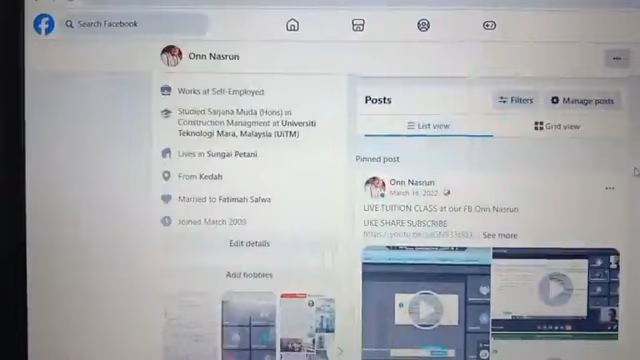 Search Facebook
Onn Nasrun
Works at Self-Employed
Studied Sarjana Muda (Hons) in
Construction Managment at Universiti
Teknologi Mara, Malaysia (UiTM)
Lives in Sungai Petani
From Kedah
Married to Fatimah Salwa
Joined March 2009
Edit details
Add hobbies
Posts
Filters
Manage posts
List view
Grid view
Pinned post
Onn Nasrun
March 16, 2022
LIVE TUITION CLASS at our FB Onn Nasrun
LIKE SHARE SUBSCRIBE
See more